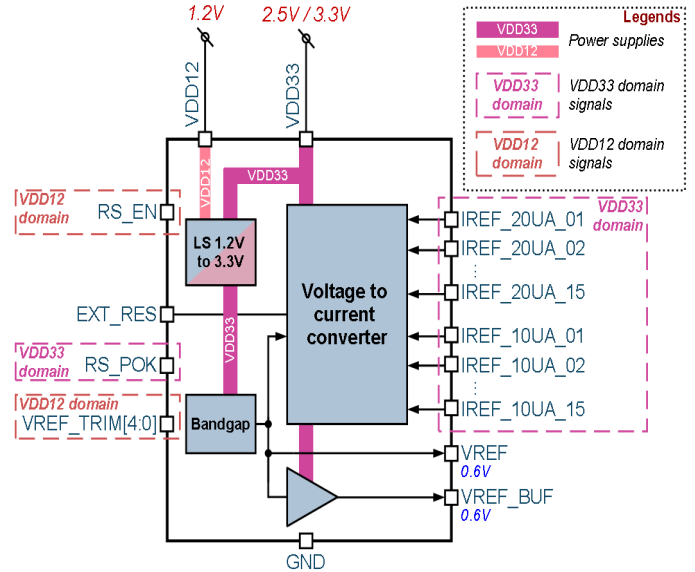 1.2V
2.5V / 3.3V
Legends
VDD33
VDD12
Power supplies
VDD33
domain
VDD33 domain
signals
VDD12
domain
VDD12 domain
signals
VDD12
VDD33
VDD33
VDD12
VDD12
domain
RS_EN
LS 1.2V
to 3.3V
VDD33
Voltage to
current
converter
EXT_RES
VDD33
domain
RS_POK
VDD12 domain
VREF_TRIM[4:0]
Bandgap
VDD33
domain
IREF_20UA_01
IREF_20UA_02
⋮
IREF_20UA_15
IREF_10UA_01
IREF_10UA_02
⋮
IREF_10UA_15
VREF
0.6V
VREF_BUF
0.6V
GND